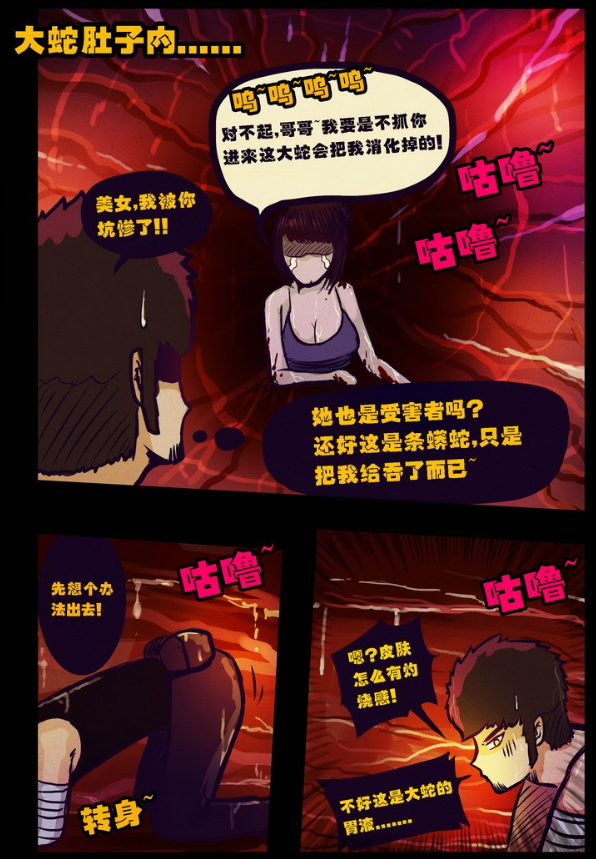 大蛇肚子内......
呜~呜~呜~呜~
对不起,哥哥~我要是不抓你
进来这大蛇会把我消化掉的!
咕噜~
美女,我被你
坑惨了!!
咕噜~
她也是受害者吗?
还好这是条蟒蛇,只是
把我给吞了而已~
先想个办
法出去!
咕噜~
转身~
咕噜~
嗯?皮肤
怎么有灼
烧感!
不好这是大蛇的
胃液.......